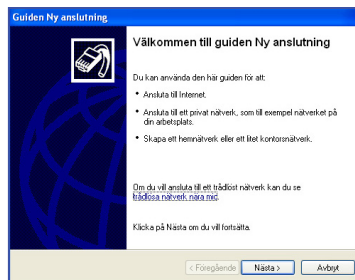 Guiden Ny anslutning
Välkommen till guiden Ny anslutning
Du kan använda den här guiden för att:
• Ansluta till Internet.
• Ansluta till ett privat nätverk, som till exempel nätverket på
din arbetsplats.
• Skapa ett hemnätverk eller ett litet kontorsnätverk.
Om du vill ansluta till ett trådlöst nätverk kan du se
trådlösa nätverk nära mig.
Klicka på Nästa om du vill fortsätta.
< Föregående Nästa > Avbryt